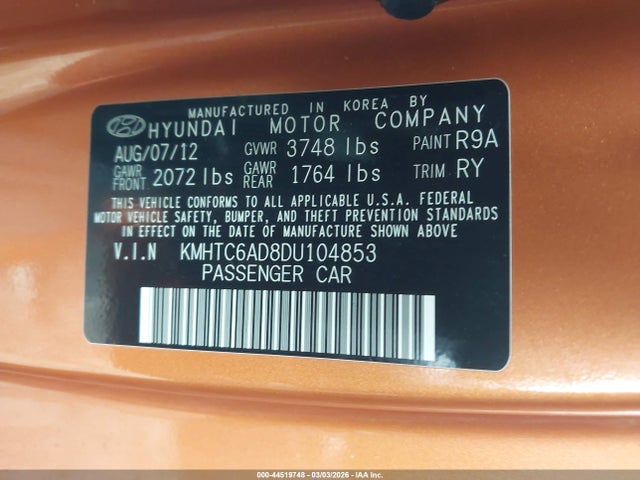 MANUFACTURED IN KOREA BY
HYUNDAI MOTOR COMPANY
AUG/07/12 GVWR 3748 lbs PAINT R9A
GAWR FRONT 2072 lbs GAWR REAR 1764 lbs TRIM RY
THIS VEHICLE CONFORMS TO ALL APPLICABLE U.S.A. FEDERAL
MOTOR VEHICLE SAFETY, BUMPER, AND THEFT PREVENTION STANDARDS
IN EFFECT ON THE DATE OF MANUFACTURE SHOWN ABOVE.
V.I.N KMHTC6AD8DU104853
PASSENGER CAR
000-44519748 - 03/03/2026 - IAA Inc.